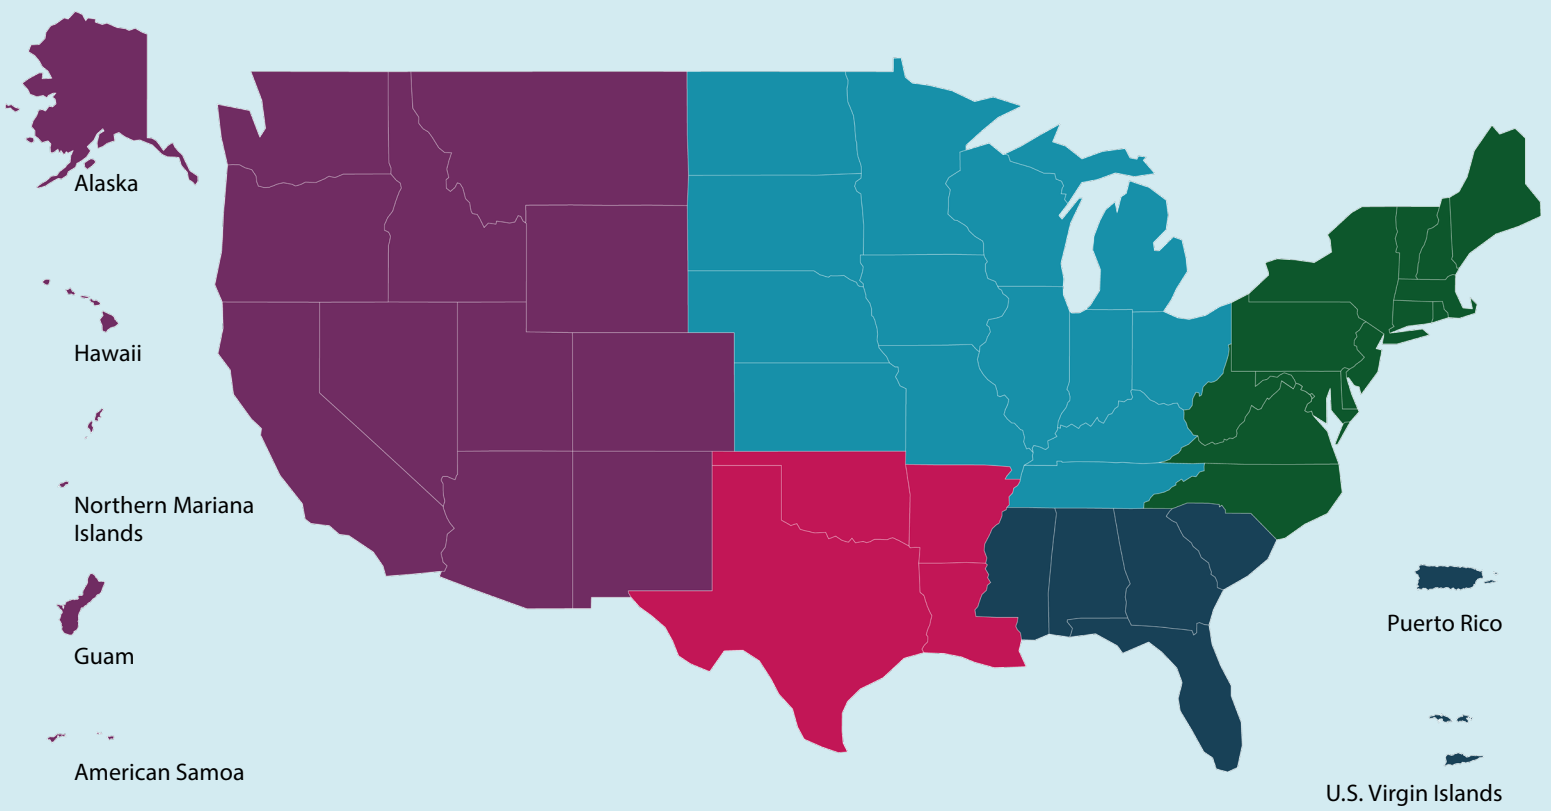 Alaska
Hawaii
Northern Mariana
Islands
Guam
American Samoa
Puerto Rico
U.S. Virgin Islands